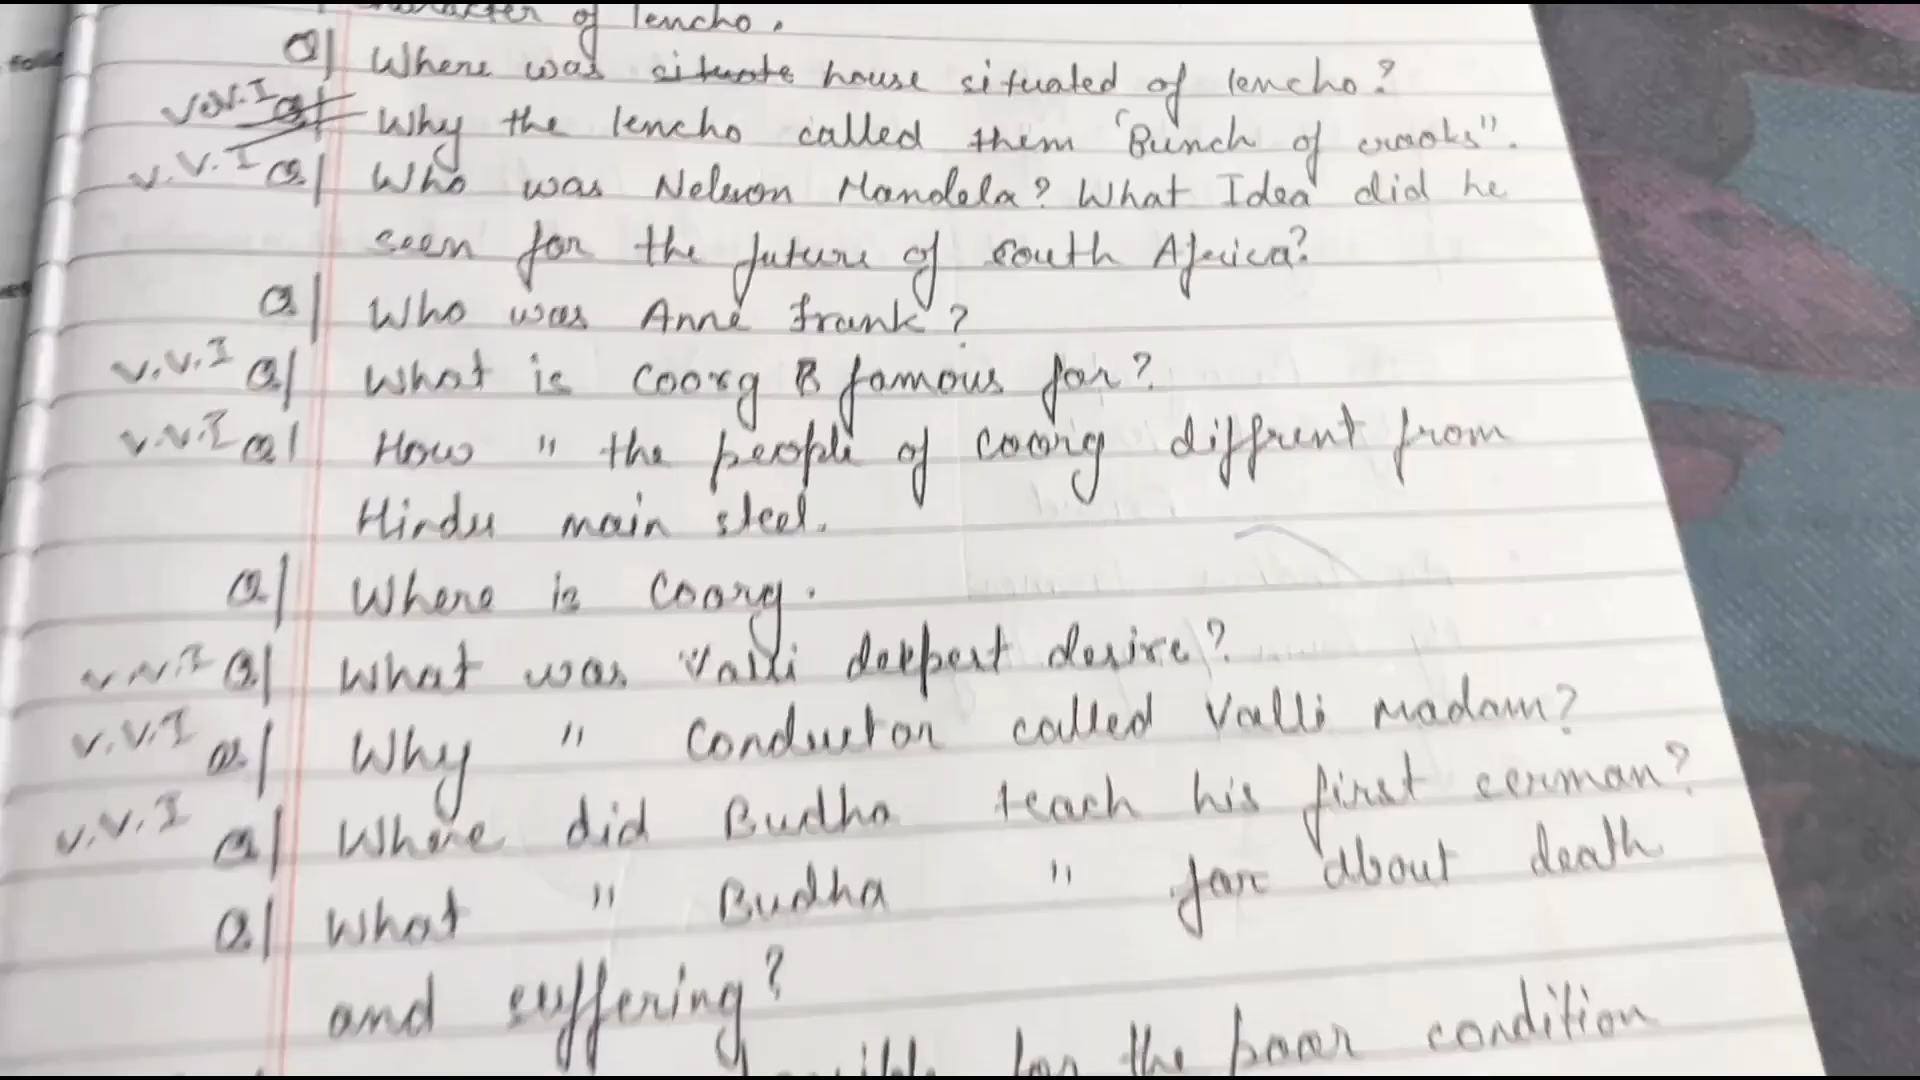 character of lencho.
Q| Where was situate house situated of lencho?
V.V.I Q| Why the lencho called them "Bunch of crooks".
V.V.I Q| Who was Nelson Mandela? What Idea did he
seen for the future of South Africa?
Q| Who was Anne Frank?
V.V.I Q| What is Coorg famous for?
V.V.I Q| How " the people of coorg diffrent from
Hindu main steel.
Q| Where is Coorg.
V.V.I Q| What was Valli deepest desire?
V.V.I Q| Why " Conductor called Valli Madam?
V.V.I Q| Where did Budha teach his first cerman?
Q| What " Budha " for about death
and suffering?
for the poor condition